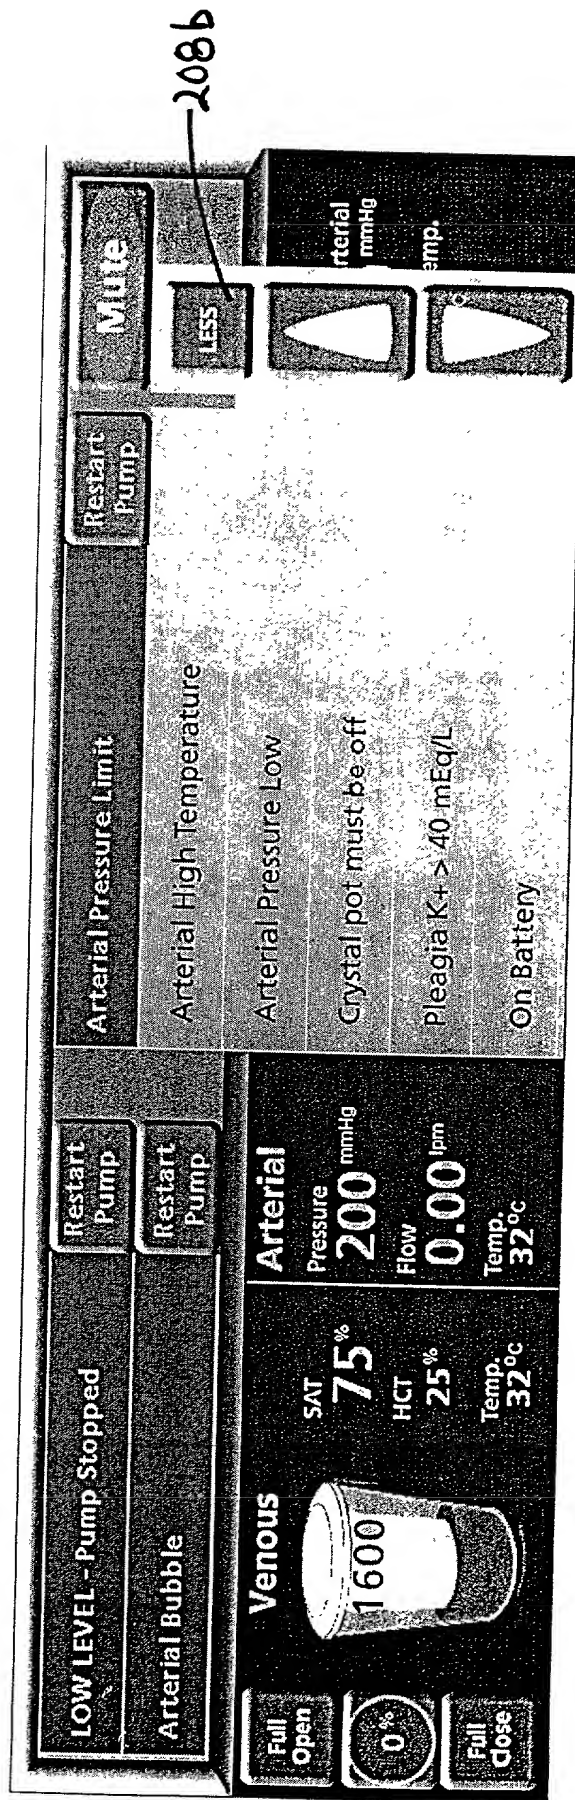 208b
LOW LEVEL - Pump Stopped
Restart
Pump
Arterial Bubble
Restart
Pump
Arterial Pressure Limit
Restart
Pump
Mute
Arterial High Temperature
LESS
Arterial Pressure Low
Crystal pot must be off
Pleagia K+ > 40 mEq/L
On Battery
Full
Open
0%
Full
Close
Venous
1600
SAT
75%
HCT
25%
Temp.
32°C
Arterial
Pressure
200 mmHg
Flow
0.00 lpm
Temp.
32°C
rterial
mmHg
emp.